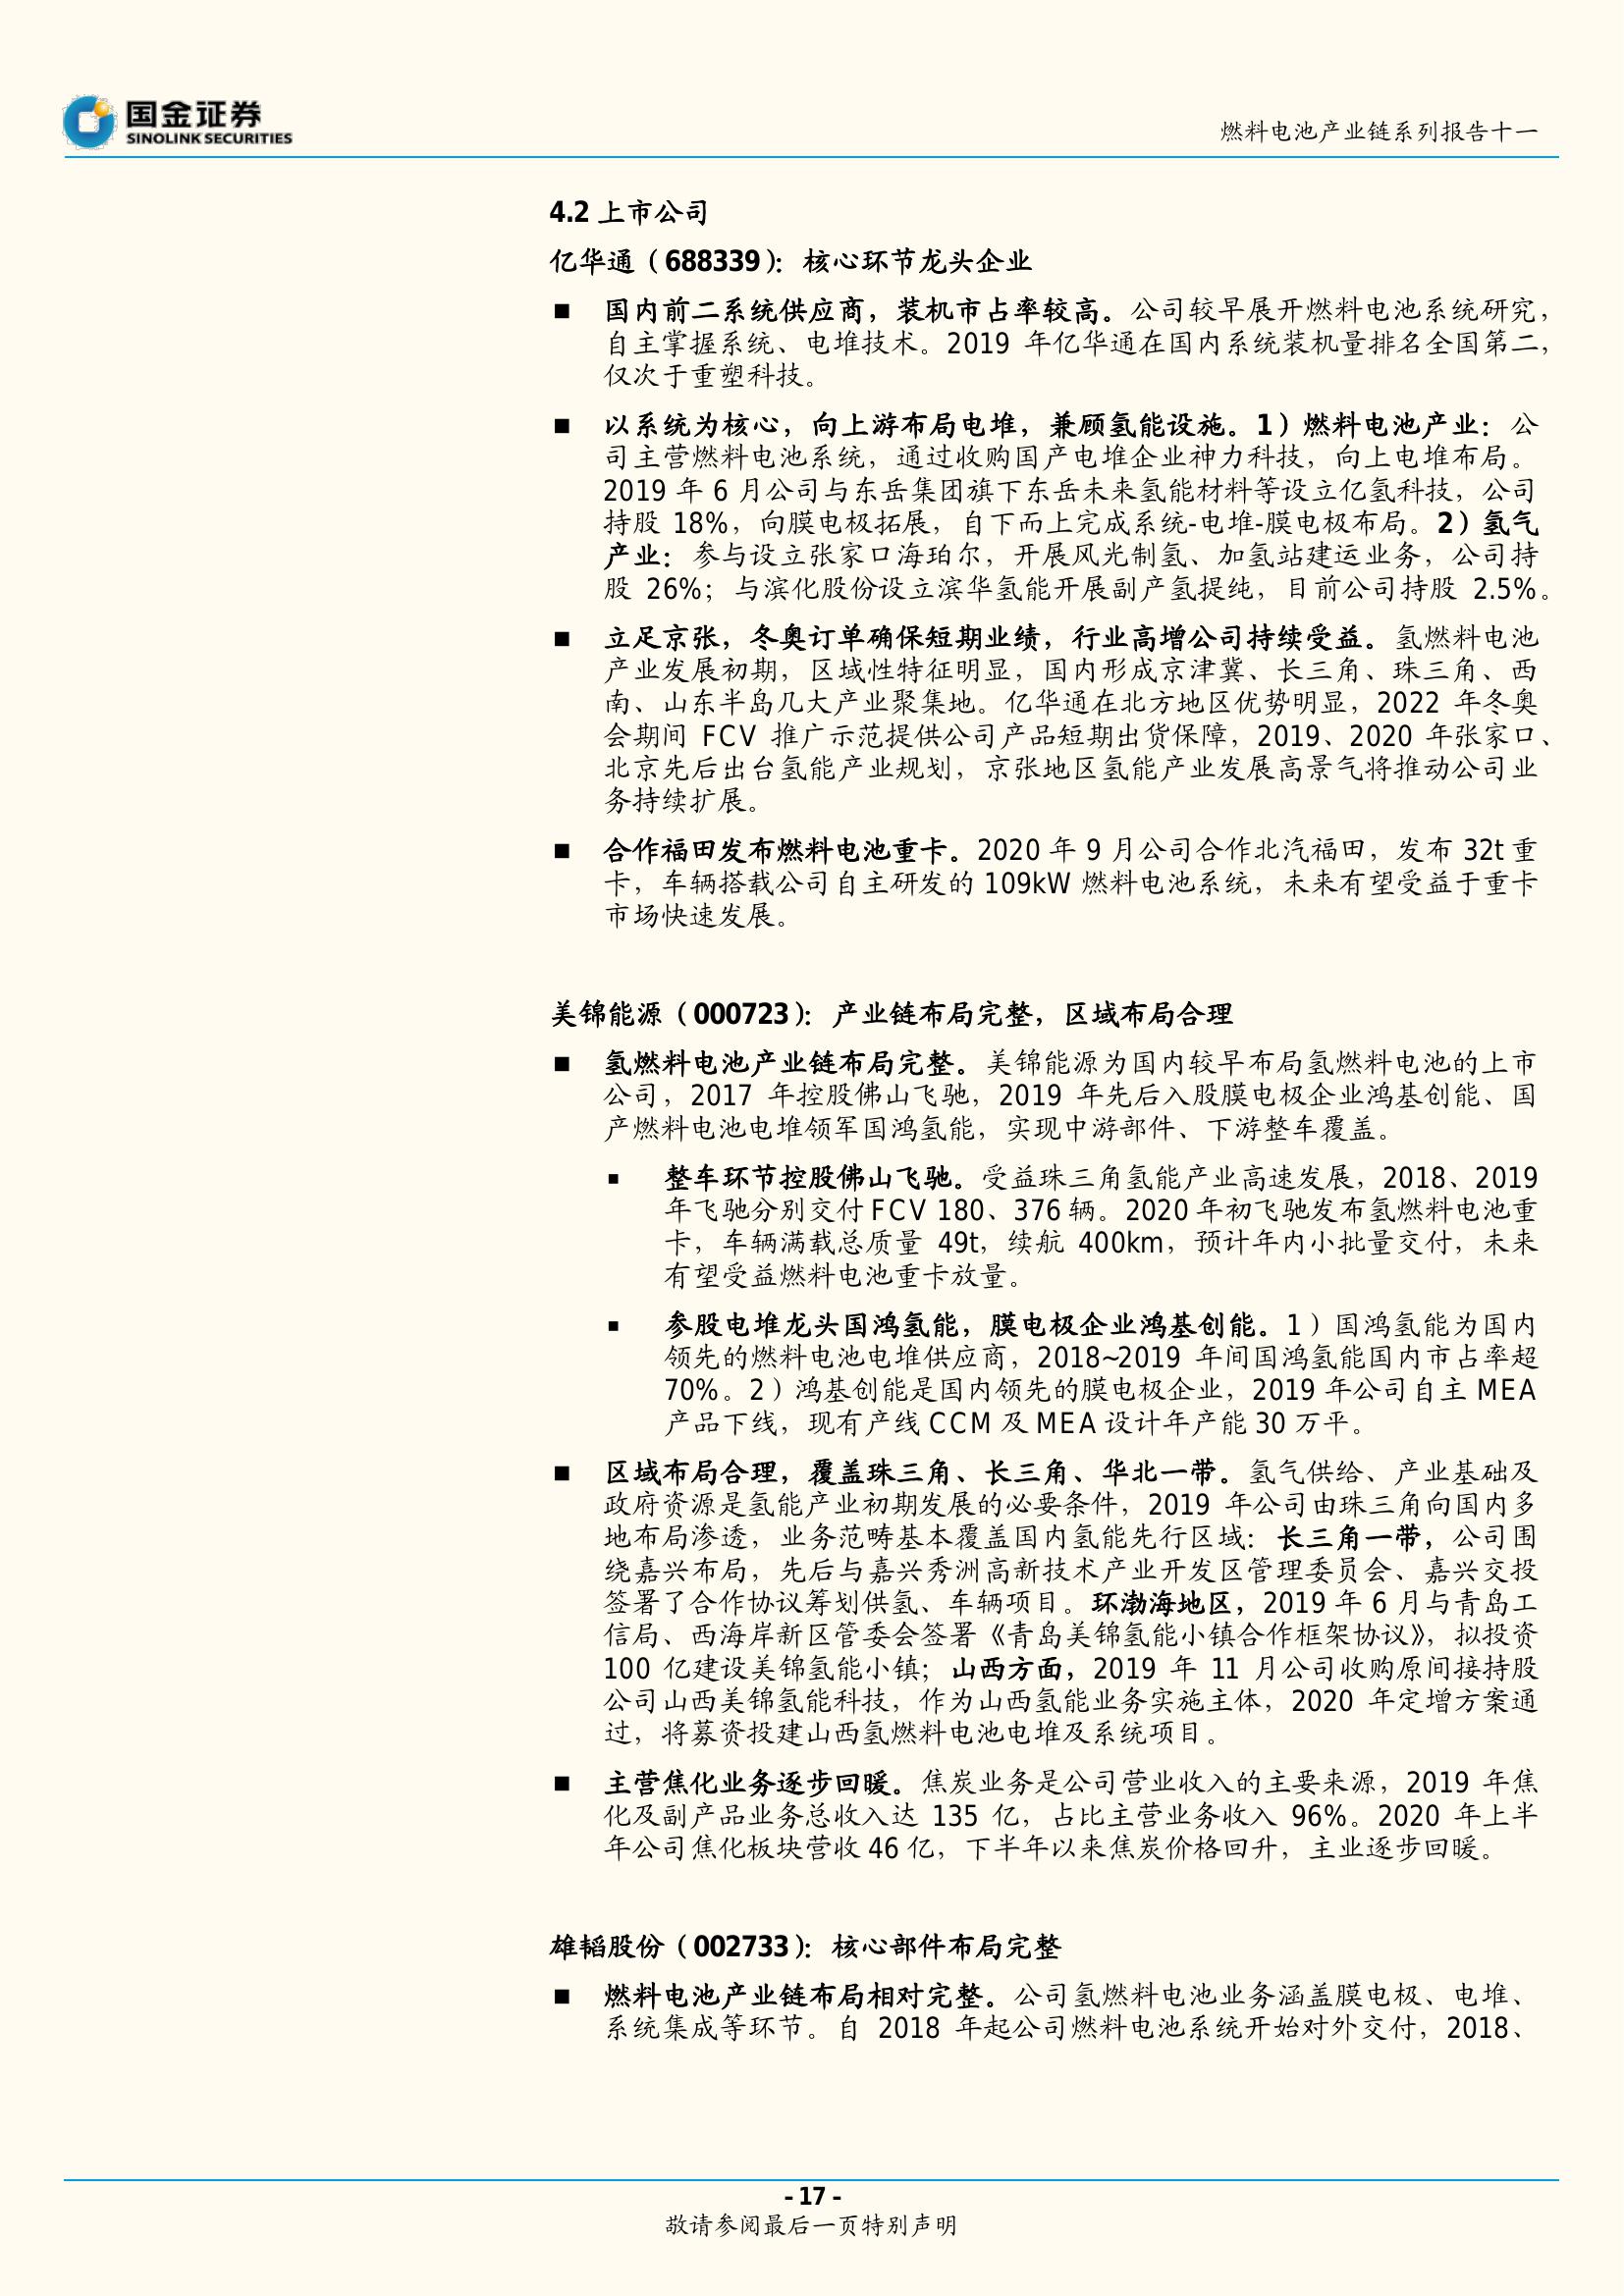 国金证券
SINOLINK SECURITIES
燃料电池产业链系列报告十一
4.2 上市公司
亿华通（688339）：核心环节龙头企业
■ 国内前二系统供应商，装机市占率较高。公司较早展开燃料电池系统研究，
自主掌握系统、电堆技术。2019 年亿华通在国内系统装机量排名全国第二，
仅次于重塑科技。
■ 以系统为核心，向上游布局电堆，兼顾氢能设施。1）燃料电池产业：公
司主营燃料电池系统，通过收购国产电堆企业神力科技，向上电堆布局。
2019 年 6 月公司与东岳集团旗下东岳未来氢能材料等设立亿氢科技，公司
持股 18%，向膜电极拓展，自下而上完成系统-电堆-膜电极布局。2）氢气
产业：参与设立张家口海珀尔，开展风光制氢、加氢站建运业务，公司持
股 26%；与滨化股份设立滨华氢能开展副产氢提纯，目前公司持股 2.5%。
■ 立足京张，冬奥订单确保短期业绩，行业高增公司持续受益。氢燃料电池
产业发展初期，区域性特征明显，国内形成京津冀、长三角、珠三角、西
南、山东半岛几大产业聚集地。亿华通在北方地区优势明显，2022 年冬奥
会期间 FCV 推广示范提供公司产品短期出货保障，2019、2020 年张家口、
北京先后出台氢能产业规划，京张地区氢能产业发展高景气将推动公司业
务持续扩展。
■ 合作福田发布燃料电池重卡。2020 年 9 月公司合作北汽福田，发布 32t 重
卡，车辆搭载公司自主研发的 109kW 燃料电池系统，未来有望受益于重卡
市场快速发展。
美锦能源（000723）：产业链布局完整，区域布局合理
■ 氢燃料电池产业链布局完整。美锦能源为国内较早布局氢燃料电池的上市
公司，2017 年控股佛山飞驰，2019 年先后入股膜电极企业鸿基创能、国
产燃料电池电堆领军国鸿氢能，实现中游部件、下游整车覆盖。
■ 整车环节控股佛山飞驰。受益珠三角氢能产业高速发展，2018、2019
年飞驰分别交付 FCV 180、376 辆。2020 年初飞驰发布氢燃料电池重
卡，车辆满载总质量 49t，续航 400km，预计年内小批量交付，未来
有望受益燃料电池重卡放量。
■ 参股电堆龙头国鸿氢能，膜电极企业鸿基创能。1）国鸿氢能为国内
领先的燃料电池电堆供应商，2018~2019 年间国鸿氢能国内市占率超
70%。2）鸿基创能是国内领先的膜电极企业，2019 年公司自主 MEA
产品下线，现有产线 CCM 及 MEA 设计年产能 30 万平。
■ 区域布局合理，覆盖珠三角、长三角、华北一带。氢气供给、产业基础及
政府资源是氢能产业初期发展的必要条件，2019 年公司由珠三角向国内多
地布局渗透，业务范畴基本覆盖国内氢能先行区域：长三角一带，公司围
绕嘉兴布局，先后与嘉兴秀洲高新技术产业开发区管理委员会、嘉兴交投
签署了合作协议筹划供氢、车辆项目。环渤海地区，2019 年 6 月与青岛工
信局、西海岸新区管委会签署《青岛美锦氢能小镇合作框架协议》，拟投资
100 亿建设美锦氢能小镇；山西方面，2019 年 11 月公司收购原间接持股
公司山西美锦氢能科技，作为山西氢能业务实施主体，2020 年定增方案通
过，将募资投建山西氢燃料电池电堆及系统项目。
■ 主营焦化业务逐步回暖。焦炭业务是公司营业收入的主要来源，2019 年焦
化及副产品业务总收入达 135 亿，占比主营业务收入 96%。2020 年上半
年公司焦化板块营收 46 亿，下半年以来焦炭价格回升，主业逐步回暖。
雄韬股份（002733）：核心部件布局完整
■ 燃料电池产业链布局相对完整。公司氢燃料电池业务涵盖膜电极、电堆、
系统集成等环节。自 2018 年起公司燃料电池系统开始对外交付，2018、
- 17 -
敬请参阅最后一页特别声明